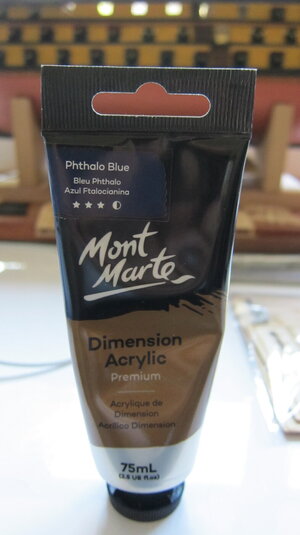 Phthalo Blue
Bleu Phthalo
Azul Ftalocianina
Mont
Marte
Dimension
Acrylic
Premium
Acrylique de
Dimension
Acrílico Dimension
75mL
(2.5 US fl.oz)